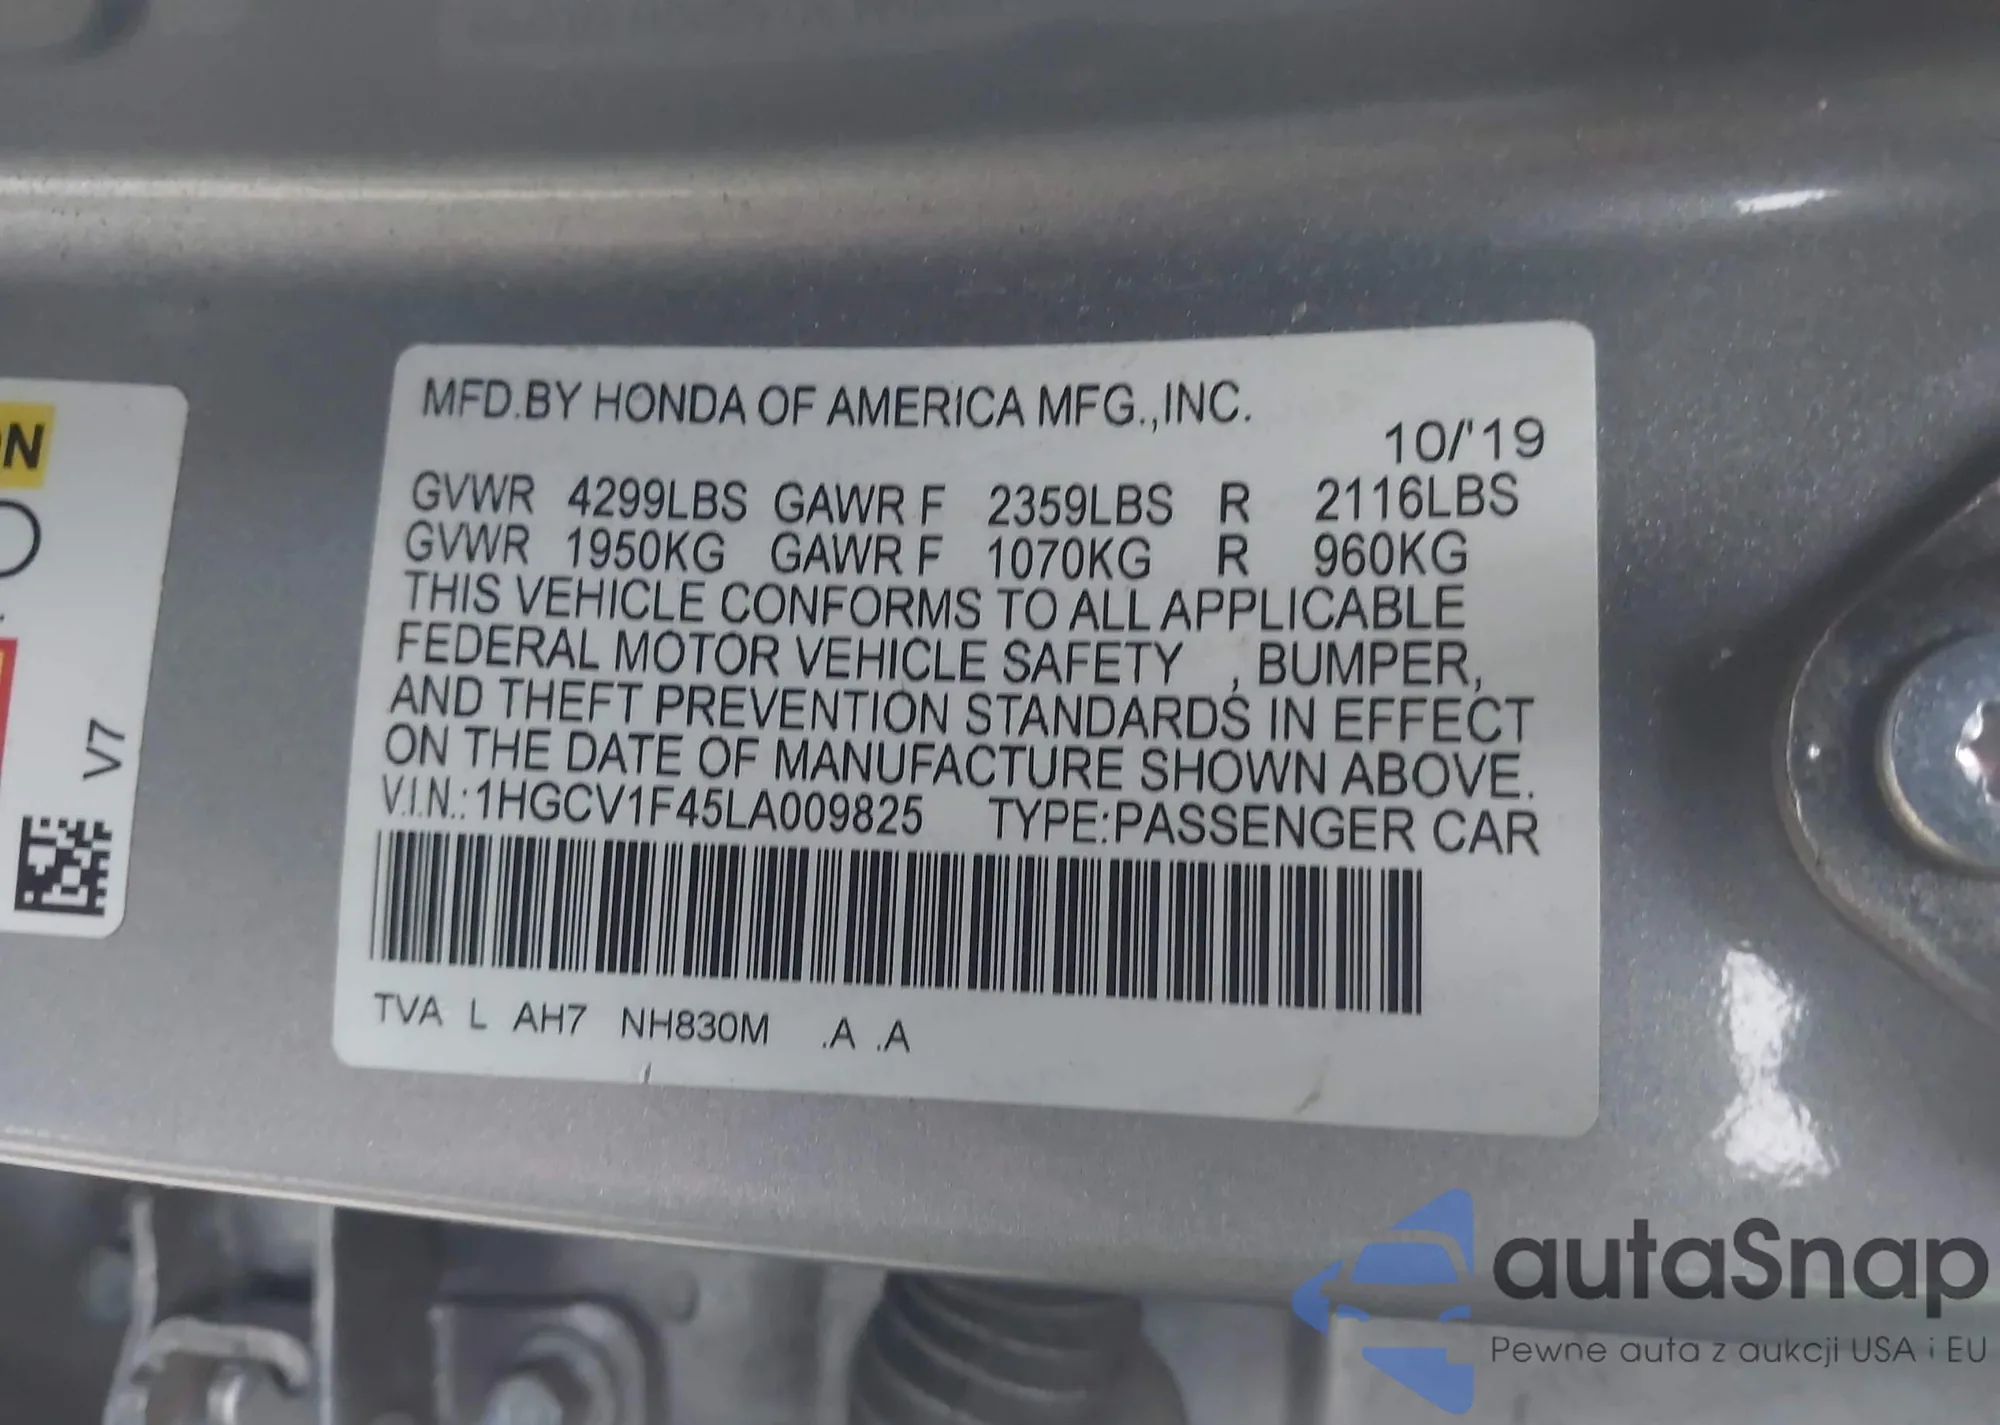 MFD.BY HONDA OF AMERICA MFG.,INC.
10/'19
GVWR 4299LBS GAWR F 2359LBS R 2116LBS
GVWR 1950KG GAWR F 1070KG R 960KG
THIS VEHICLE CONFORMS TO ALL APPLICABLE
FEDERAL MOTOR VEHICLE SAFETY , BUMPER,
AND THEFT PREVENTION STANDARDS IN EFFECT
ON THE DATE OF MANUFACTURE SHOWN ABOVE.
V.I.N.:1HGCV1F45LA009825 TYPE:PASSENGER CAR
TVA L AH7 NH830M .A .A
V7
autaSnap
Pewne auta z aukcji USA i EU